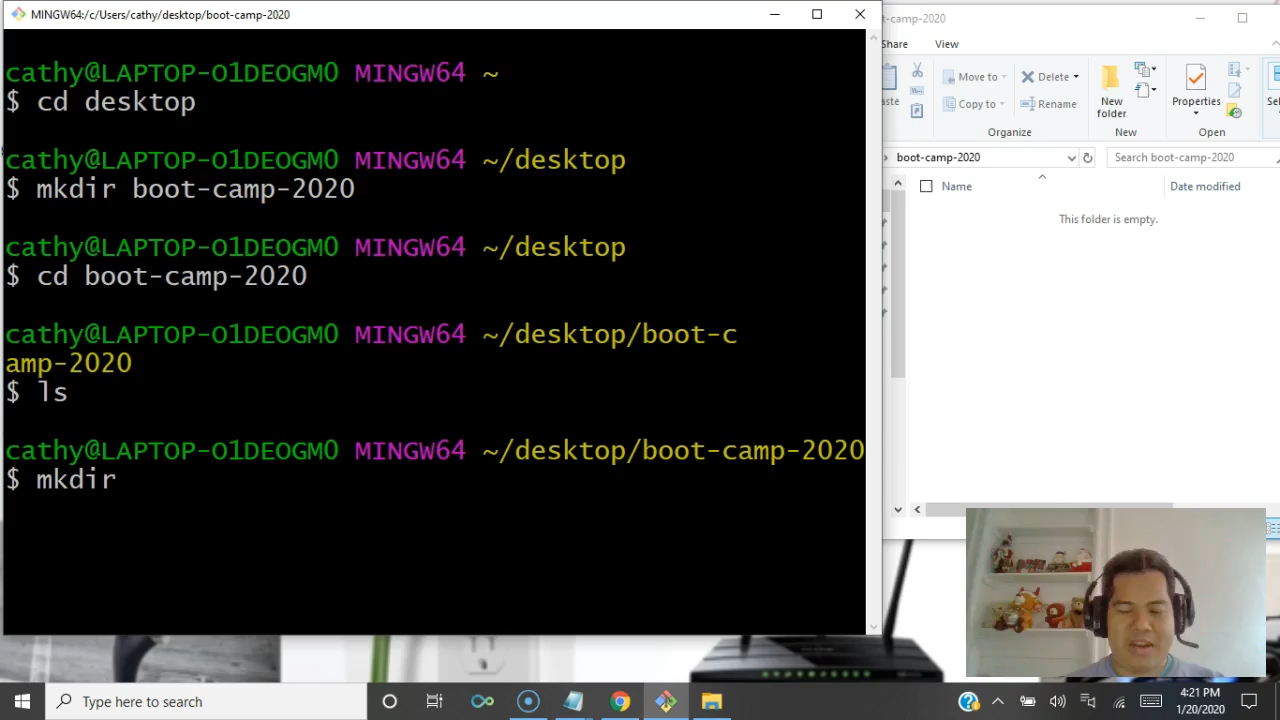 MINGW64:/c/Users/cathy/desktop/boot-camp-2020
cathy@LAPTOP-O1DEOGM0 MINGW64 ~
$ cd desktop
cathy@LAPTOP-O1DEOGM0 MINGW64 ~/desktop
$ mkdir boot-camp-2020
cathy@LAPTOP-O1DEOGM0 MINGW64 ~/desktop
$ cd boot-camp-2020
cathy@LAPTOP-O1DEOGM0 MINGW64 ~/desktop/boot-c
amp-2020
$ ls
cathy@LAPTOP-O1DEOGM0 MINGW64 ~/desktop/boot-camp-2020
$ mkdir
-camp-2020
Share View
Move to Delete
Copy to Rename
New
folder
Properties
Organize New Open
boot-camp-2020 Search boot-camp-2020
Name Date modified
This folder is empty.
Type here to search
4:21 PM
1/20/2020